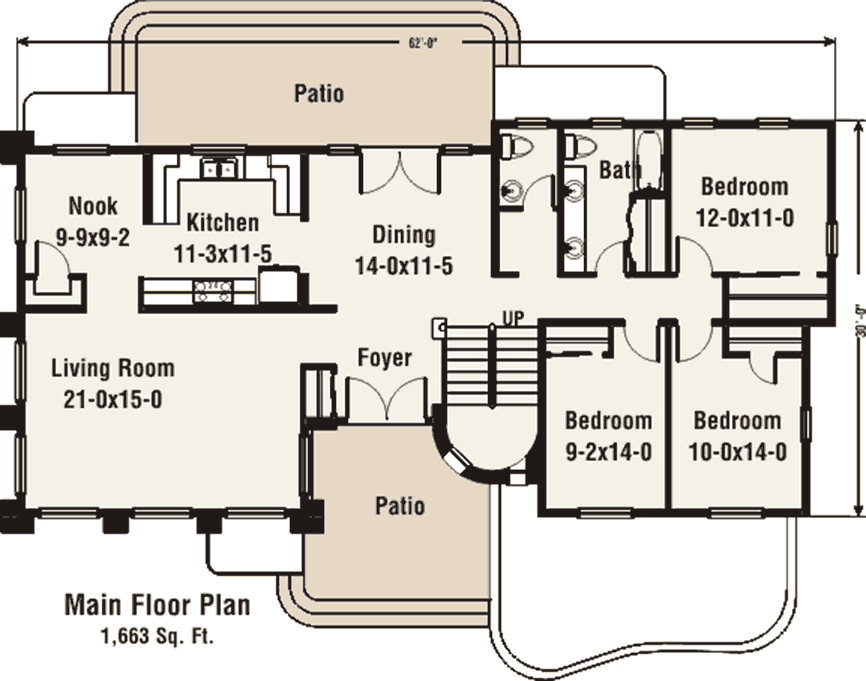 62'-0"
Patio
Nook
9-9x9-2
Kitchen
11-3x11-5
Dining
14-0x11-5
Bath
Bedroom
12-0x11-0
30'-0"
UP
Foyer
Living Room
21-0x15-0
Bedroom
9-2x14-0
Bedroom
10-0x14-0
Patio
Main Floor Plan
1,663 Sq. Ft.